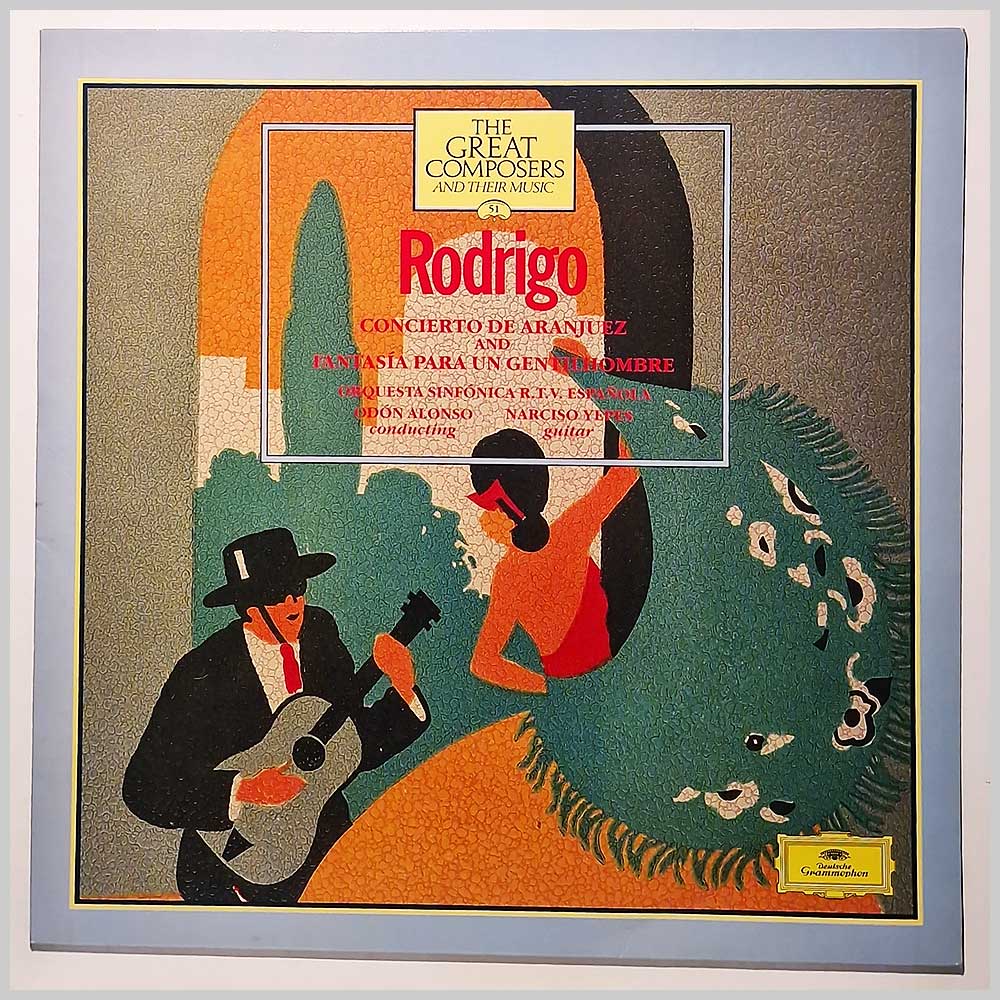 THE
GREAT
COMPOSERS
AND THEIR MUSIC
51
Rodrigo
CONCIERTO DE ARANJUEZ
AND
FANTASÍA PARA UN GENTILHOMBRE
ORQUESTA SINFÓNICA R.T.V. ESPAÑOLA
ODÓN ALONSO NARCISO YEPES
conducting guitar
Deutsche
Grammophon